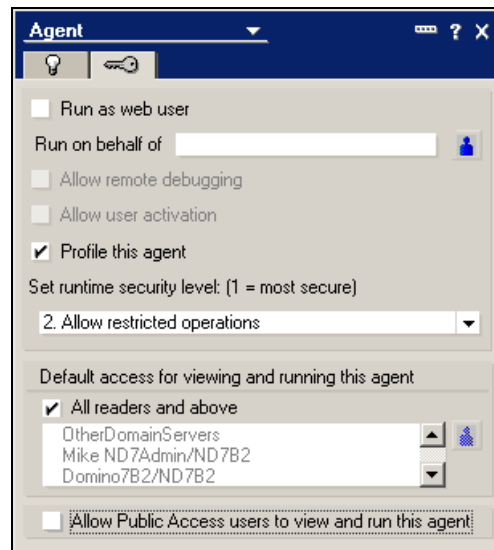 Agent
? X
Run as web user
Run on behalf of
Allow remote debugging
Allow user activation
Profile this agent
Set runtime security level: (1 = most secure)
2. Allow restricted operations
Default access for viewing and running this agent
All readers and above
OtherDomainServers
Mike ND7Admin/ND7B2
Domino7B2/ND7B2
Allow Public Access users to view and run this agent